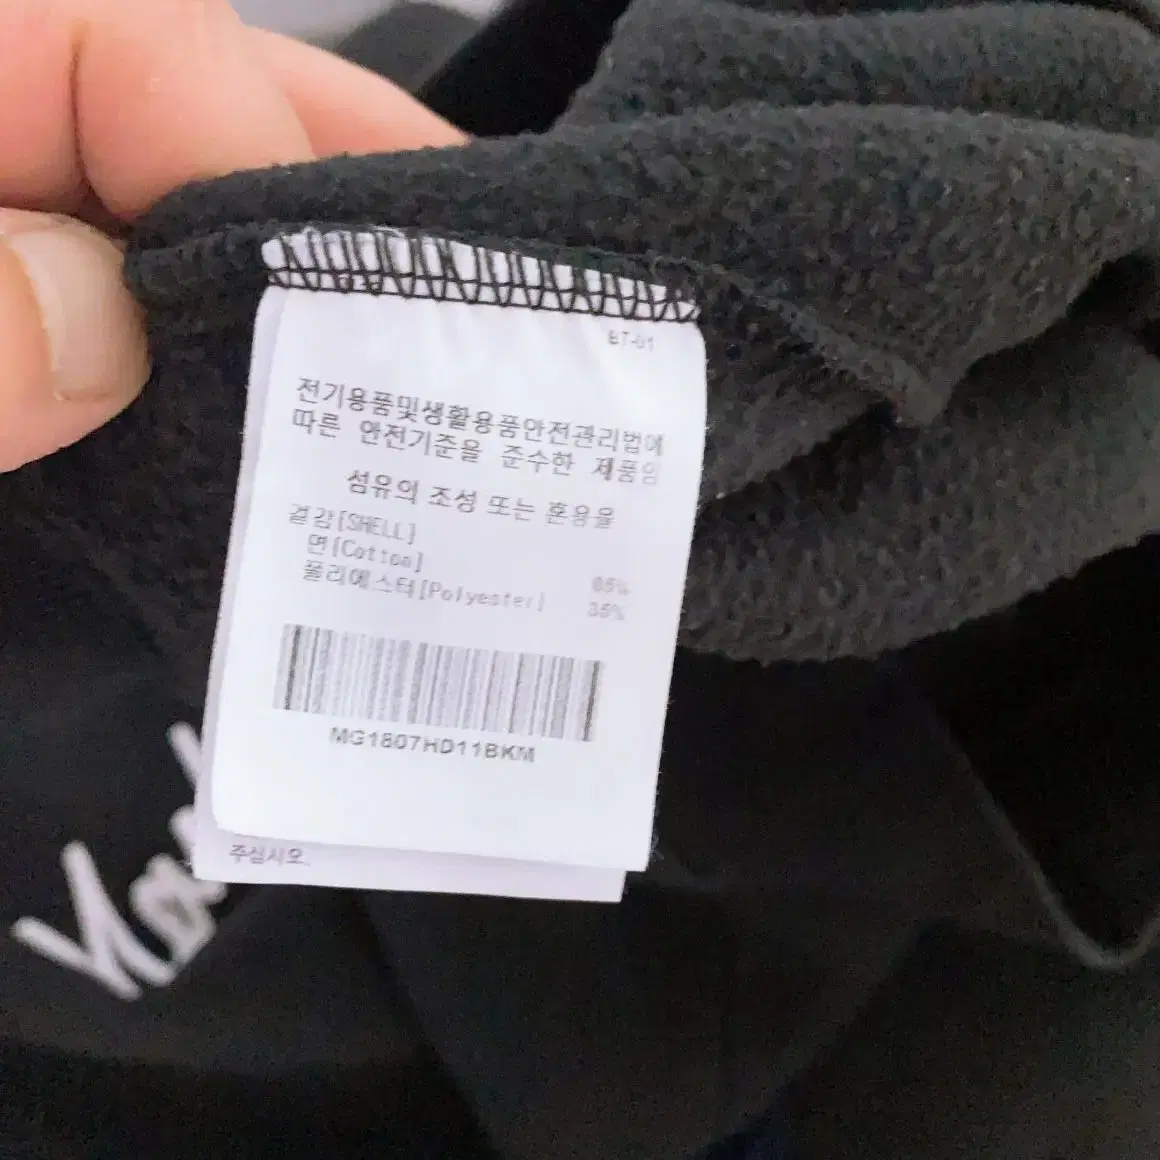 BT-01
전기용품및생활용품안전관리법에
따른 안전기준을 준수한 제품임
섬유의 조성 또는 혼용율
겉감[SHELL]
면[Cotton] 65%
폴리에스터[Polyester] 35%
MG1807HD11BKM
주십시오.